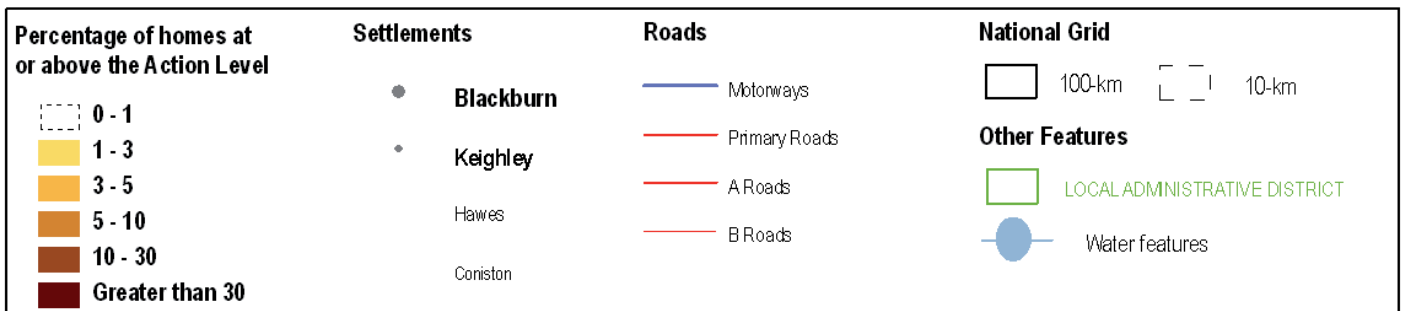 Percentage of homes at
or above the Action Level
0 - 1
1 - 3
3 - 5
5 - 10
10 - 30
Greater than 30
Settlements
Blackburn
Keighley
Hawes
Coniston
Roads
Motorways
Primary Roads
A Roads
B Roads
National Grid
100-km
10-km
Other Features
LOCAL ADMINISTRATIVE DISTRICT
Water features